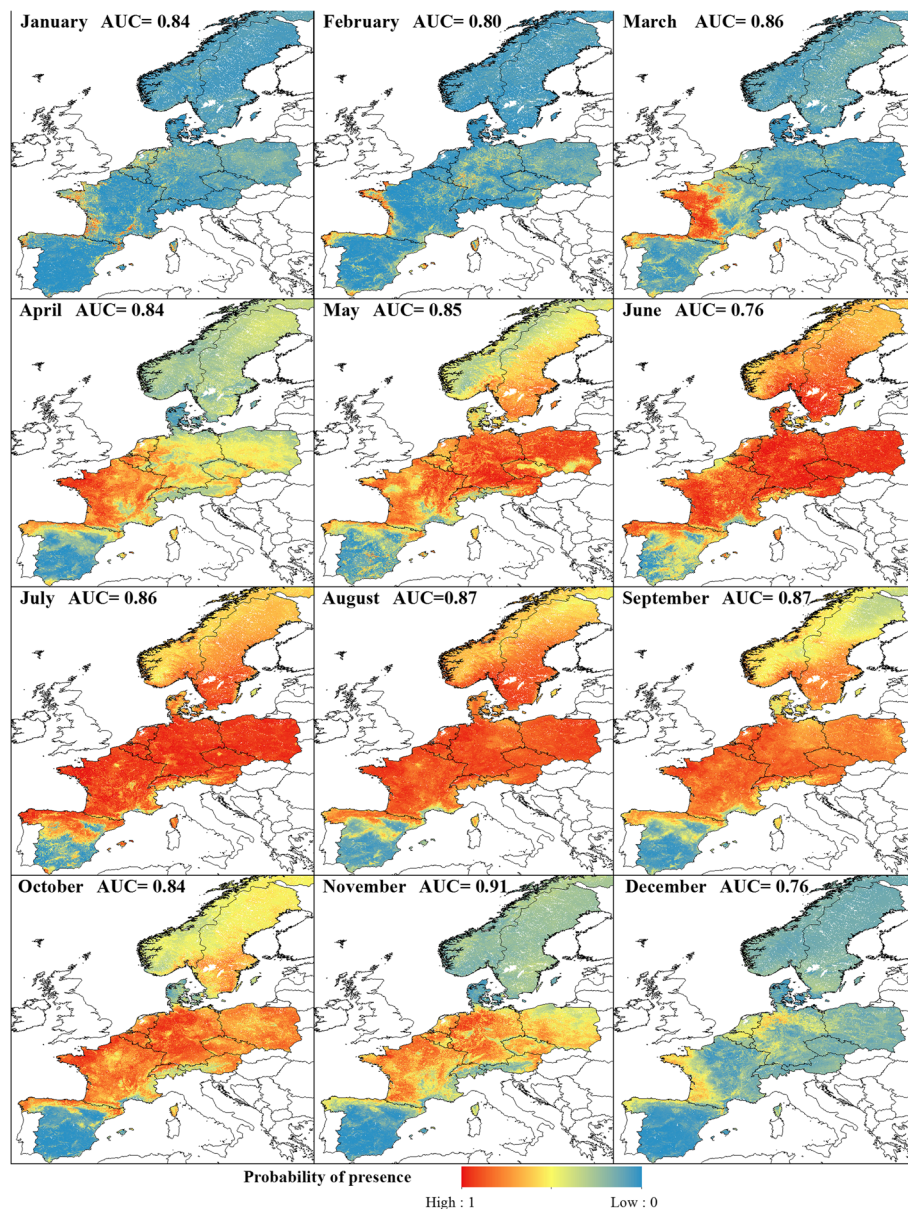 January AUC= 0.84
February AUC= 0.80
March AUC= 0.86
April AUC= 0.84
May AUC= 0.85
June AUC= 0.76
July AUC= 0.86
August AUC=0.87
September AUC= 0.87
October AUC= 0.84
November AUC= 0.91
December AUC= 0.76
Probability of presence
High : 1
Low : 0